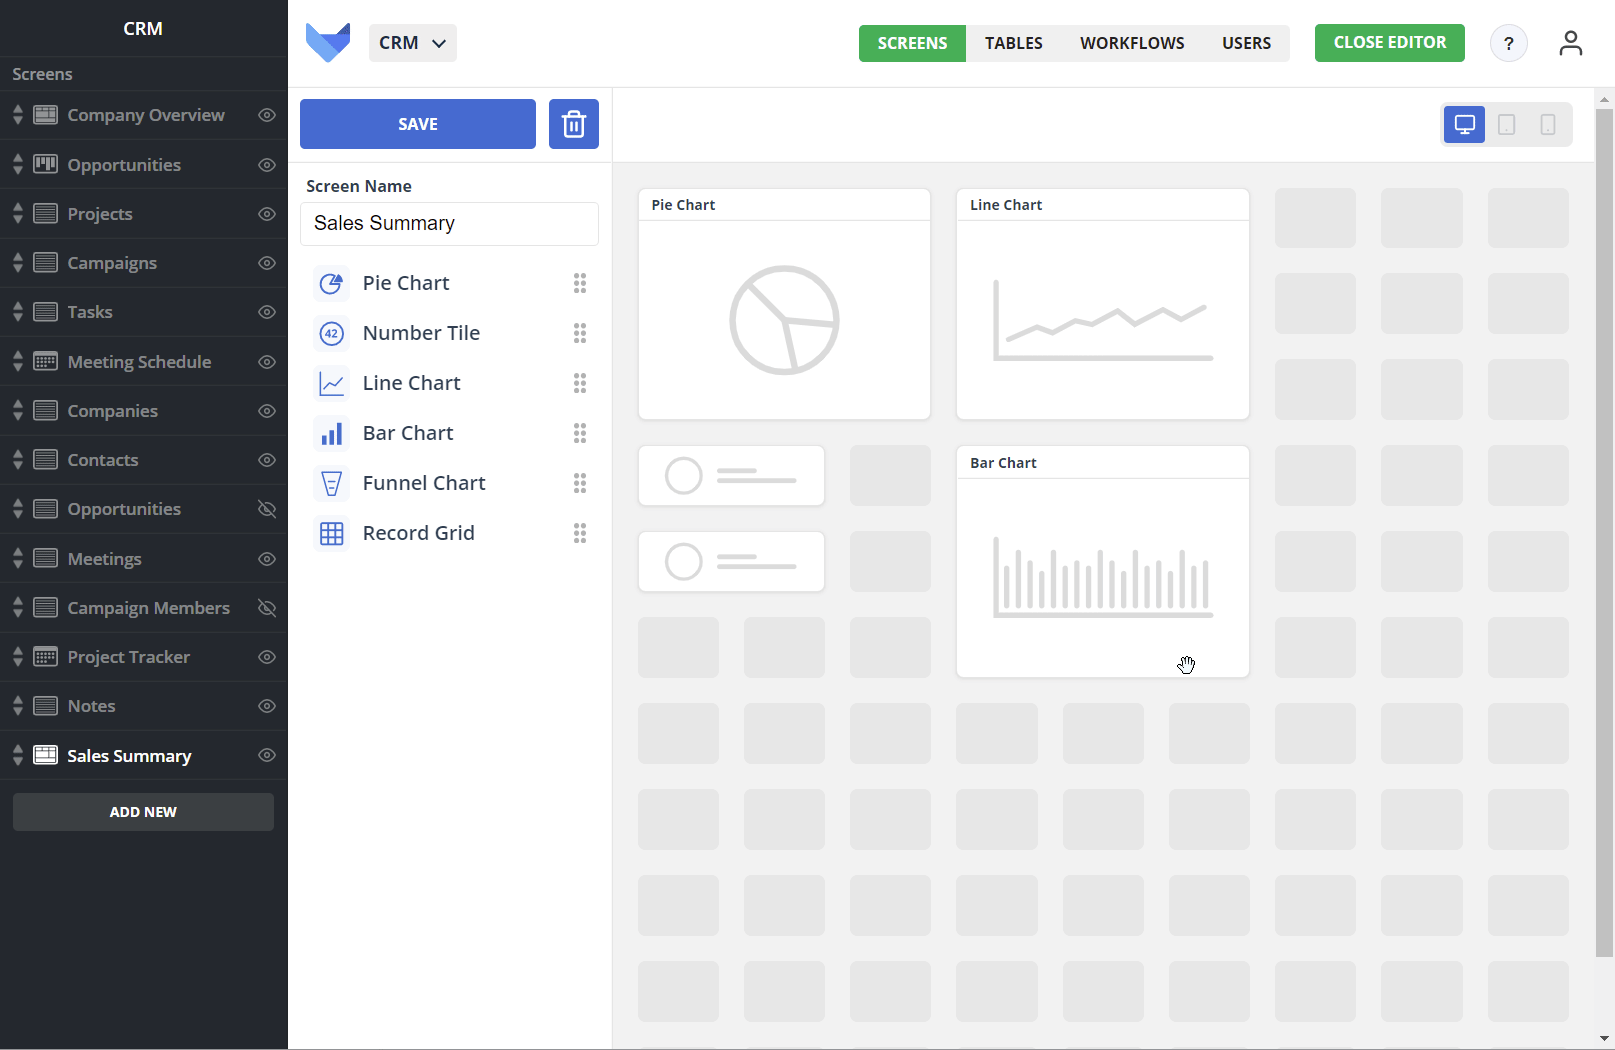 CRM
Screens
Company Overview
Opportunities
Projects
Campaigns
Tasks
Meeting Schedule
Companies
Contacts
Opportunities
Meetings
Campaign Members
Project Tracker
Notes
Sales Summary
ADD NEW
CRM
SCREENS TABLES WORKFLOWS USERS
CLOSE EDITOR
?
SAVE
Screen Name
Sales Summary
Pie Chart
42 Number Tile
Line Chart
Bar Chart
Funnel Chart
Record Grid
Pie Chart
Line Chart
Bar Chart